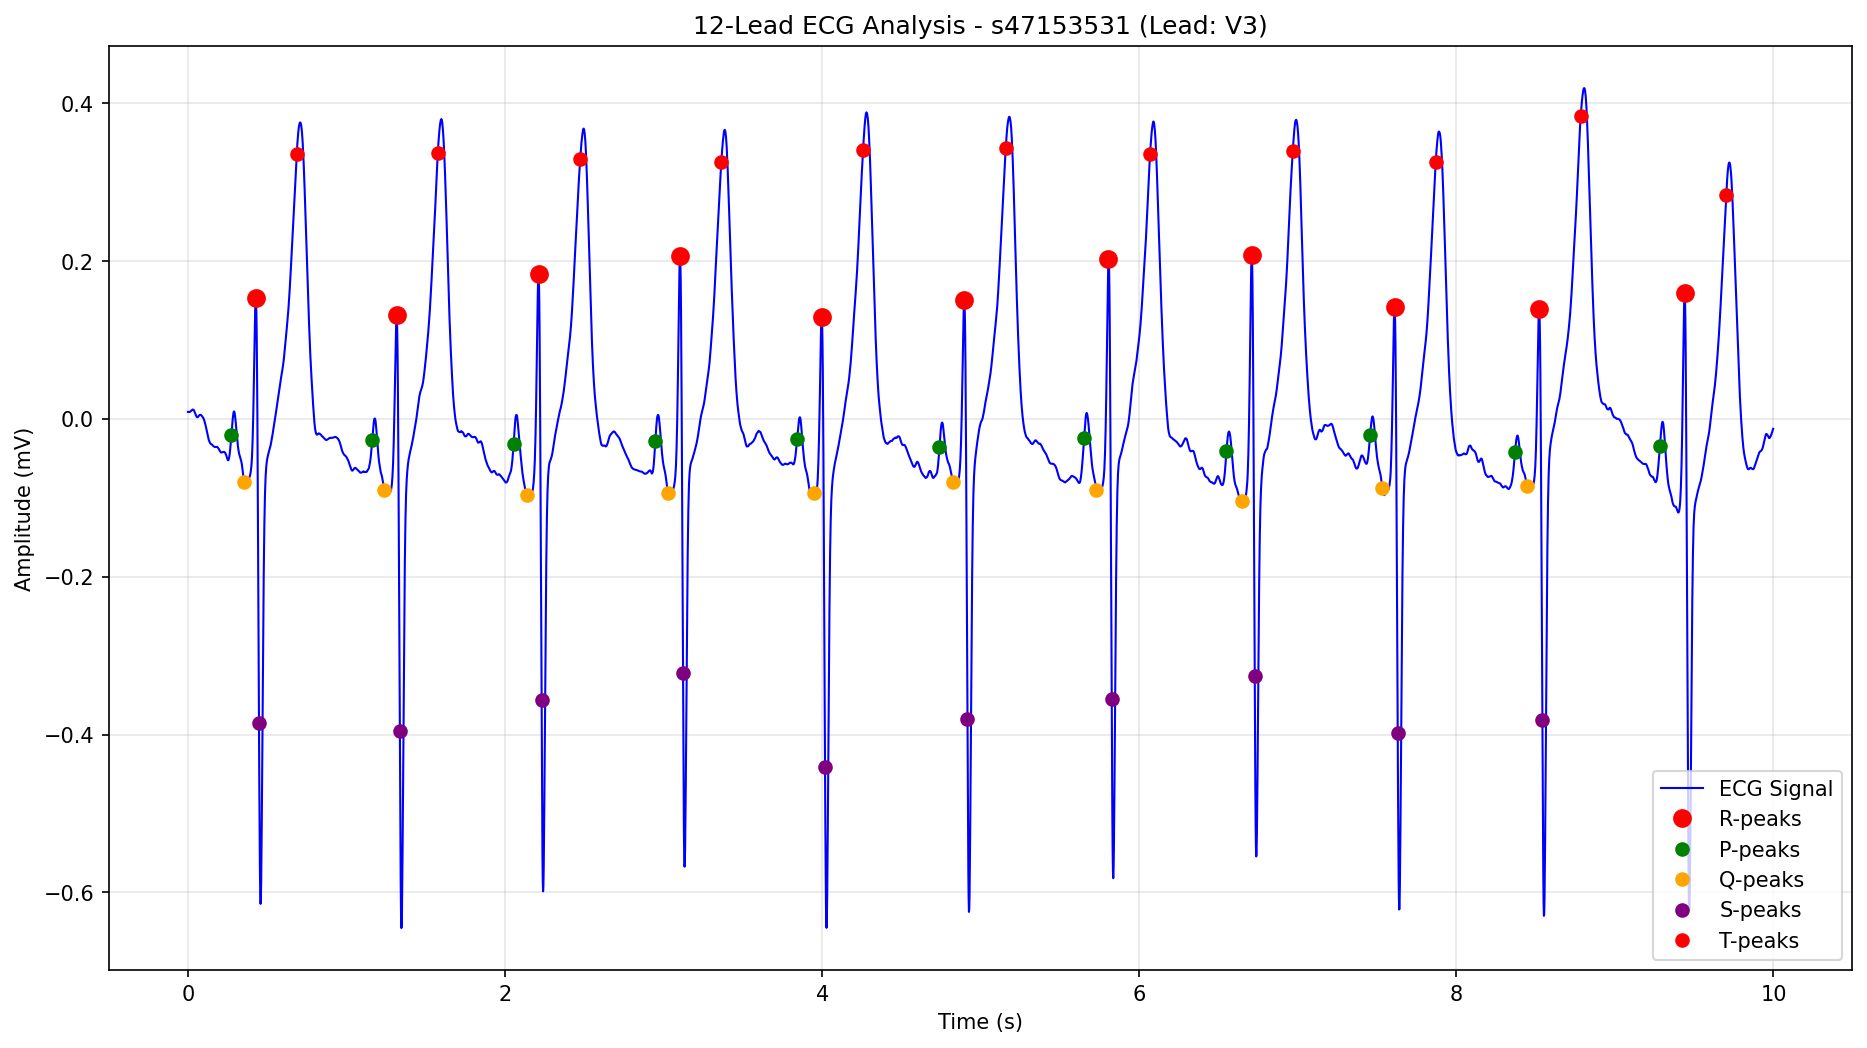 12-Lead ECG Analysis - s47153531 (Lead: V3)
Amplitude (mV)
0.4
0.2
0.0
−0.2
−0.4
−0.6
0 2 4 6 8 10
Time (s)
ECG Signal
R-peaks
P-peaks
Q-peaks
S-peaks
T-peaks